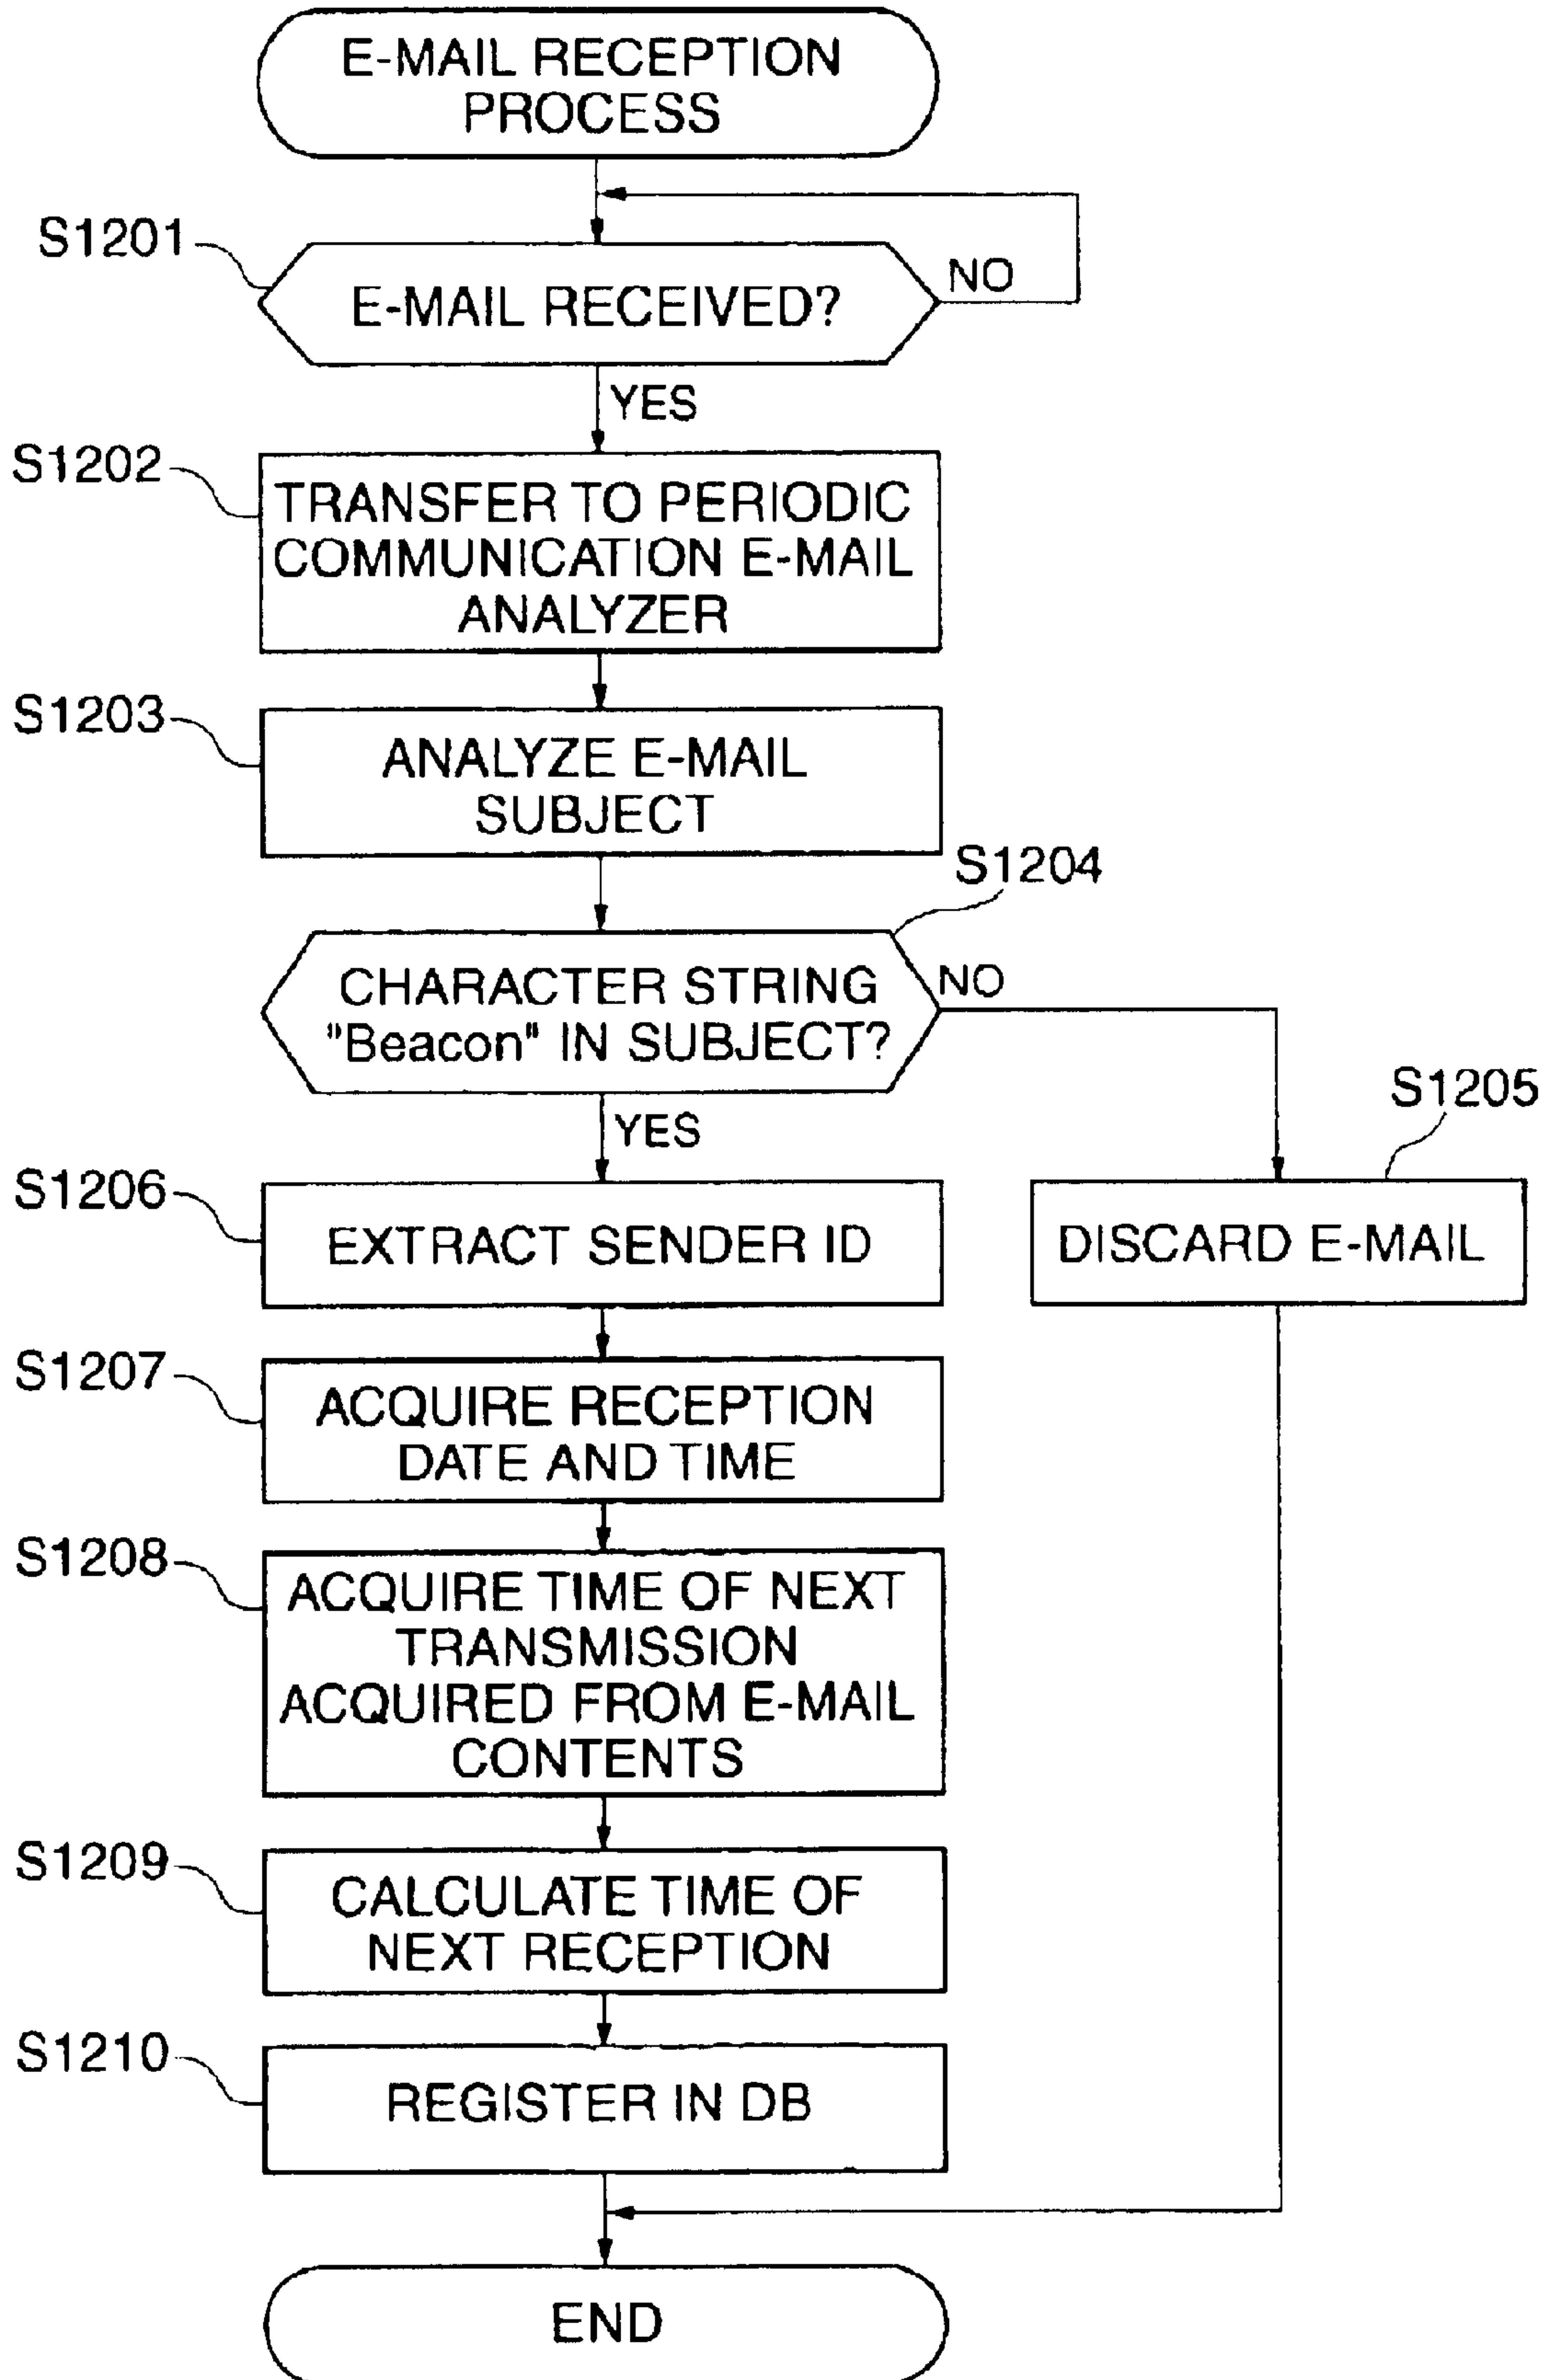 E-MAIL RECEPTION
PROCESS
S1201
E-MAIL RECEIVED?
NO
YES
S1202
TRANSFER TO PERIODIC
COMMUNICATION E-MAIL
ANALYZER
S1203
ANALYZE E-MAIL
SUBJECT
S1204
CHARACTER STRING
"Beacon" IN SUBJECT?
NO
YES
S1205
DISCARD E-MAIL
S1206
EXTRACT SENDER ID
S1207
ACQUIRE RECEPTION
DATE AND TIME
S1208
ACQUIRE TIME OF NEXT
TRANSMISSION
ACQUIRED FROM E-MAIL
CONTENTS
S1209
CALCULATE TIME OF
NEXT RECEPTION
S1210
REGISTER IN DB
END